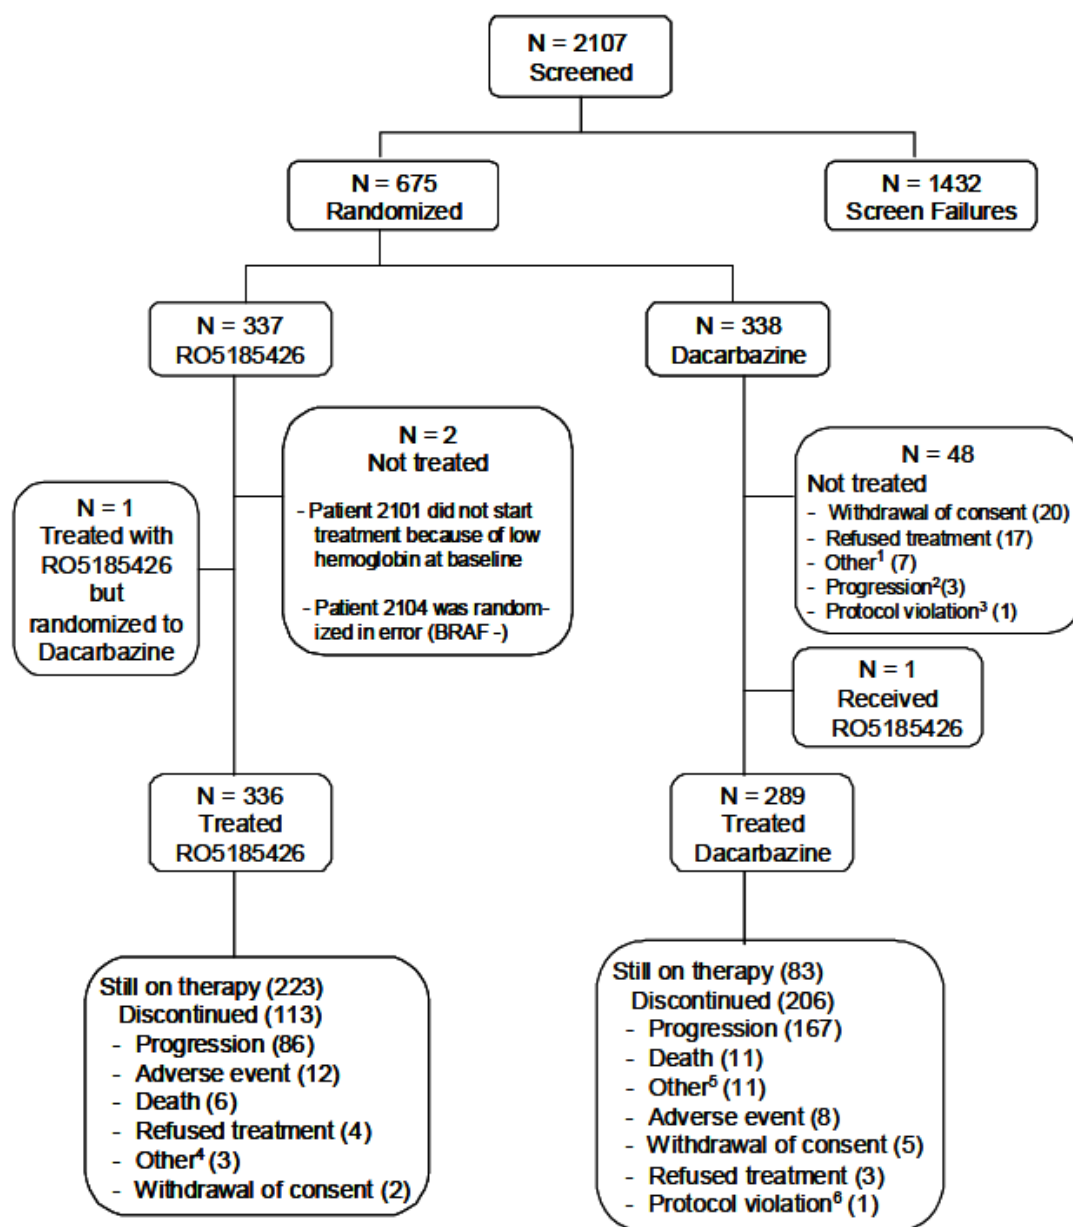 N = 2107
Screened
N = 675
Randomized
N = 1432
Screen Failures
N = 337
RO5185426
N = 338
Dacarbazine
N = 2
Not treated
- Patient 2101 did not start
treatment because of low
hemoglobin at baseline
- Patient 2104 was random-
ized in error (BRAF -)
N = 48
Not treated
- Withdrawal of consent (20)
- Refused treatment (17)
- Other¹ (7)
- Progression²(3)
- Protocol violation³ (1)
N = 1
Treated with
RO5185426
but
randomized to
Dacarbazine
N = 1
Received
RO5185426
N = 336
Treated
RO5185426
N = 289
Treated
Dacarbazine
Still on therapy (223)
Discontinued (113)
- Progression (86)
- Adverse event (12)
- Death (6)
- Refused treatment (4)
- Other⁴ (3)
- Withdrawal of consent (2)
Still on therapy (83)
Discontinued (206)
- Progression (167)
- Death (11)
- Other⁵ (11)
- Adverse event (8)
- Withdrawal of consent (5)
- Refused treatment (3)
- Protocol violation⁶ (1)